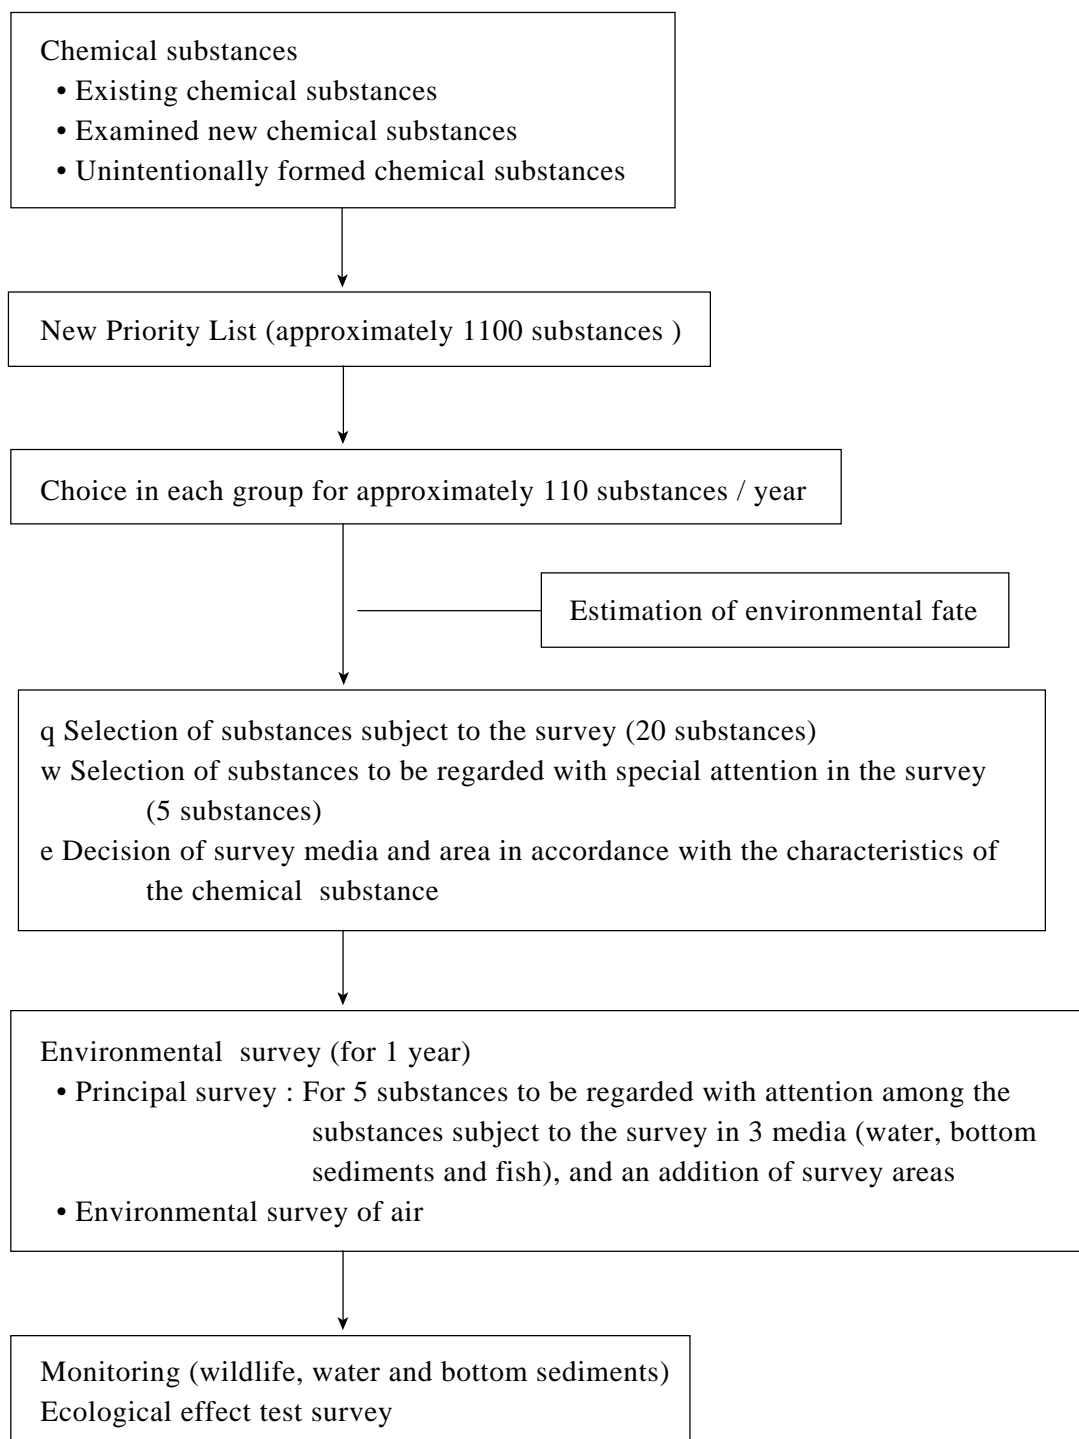 Chemical substances
• Existing chemical substances
• Examined new chemical substances
• Unintentionally formed chemical substances
New Priority List (approximately 1100 substances )
Choice in each group for approximately 110 substances / year
Estimation of environmental fate
q Selection of substances subject to the survey (20 substances)
w Selection of substances to be regarded with special attention in the survey
(5 substances)
e Decision of survey media and area in accordance with the characteristics of
the chemical  substance
Environmental  survey (for 1 year)
• Principal survey : For 5 substances to be regarded with attention among the
substances subject to the survey in 3 media (water, bottom
sediments and fish), and an addition of survey areas
• Environmental survey of air
Monitoring (wildlife, water and bottom sediments)
Ecological effect test survey